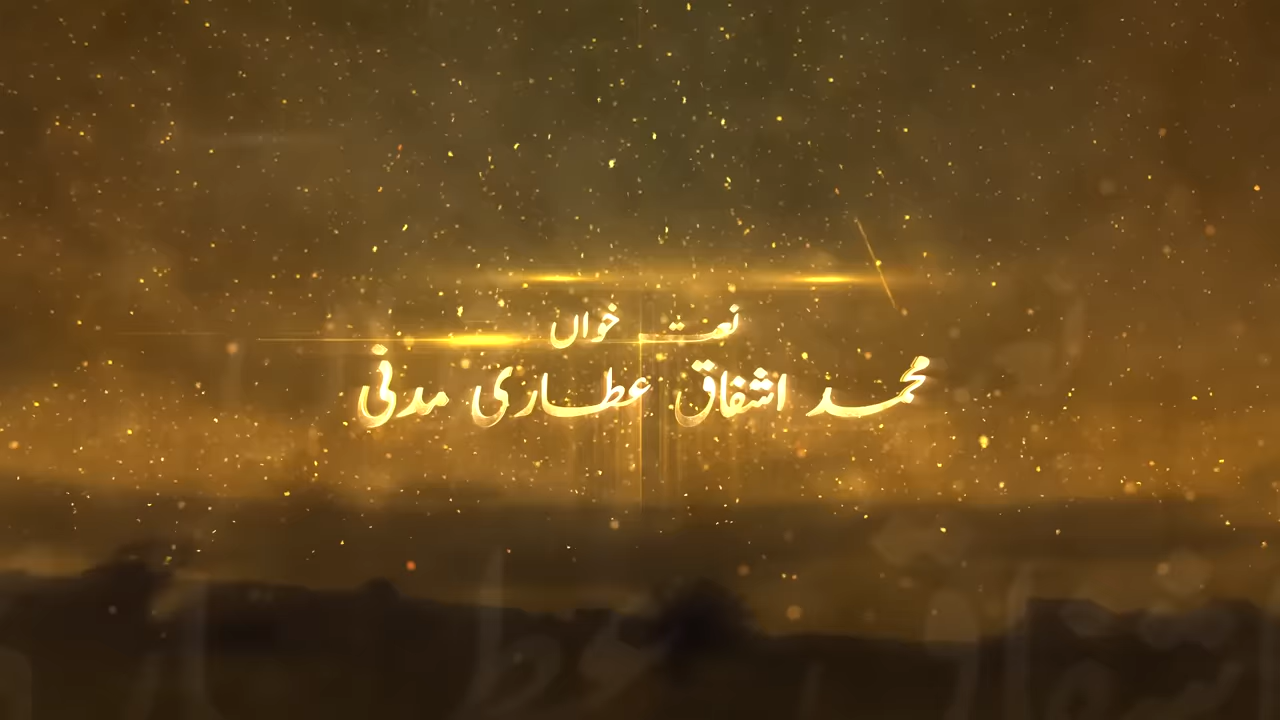 نعت خواں
محمد اشفاق عطاری مدنی